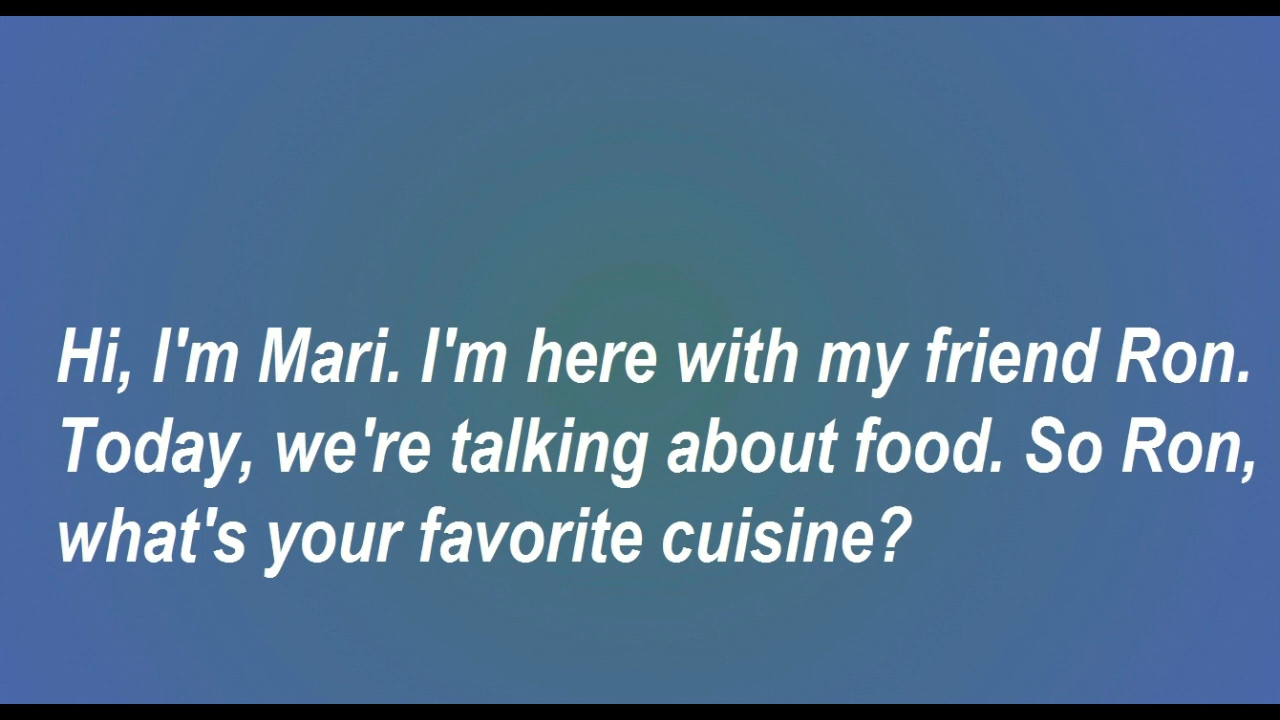 Hi, I'm Mari. I'm here with my friend Ron.
Today, we're talking about food. So Ron,
what's your favorite cuisine?